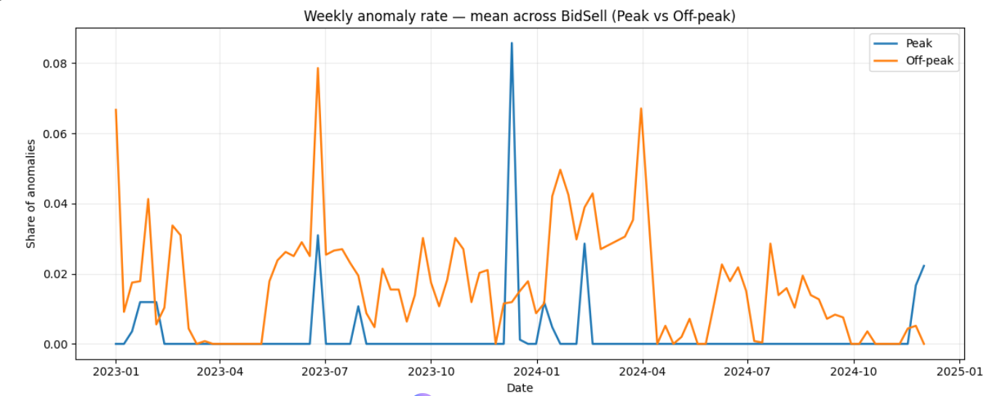 Weekly anomaly rate — mean across BidSell (Peak vs Off-peak)
Peak
Off-peak
Share of anomalies
0.08
0.06
0.04
0.02
0.00
2023-01
2023-04
2023-07
2023-10
2024-01
2024-04
2024-07
2024-10
2025-01
Date